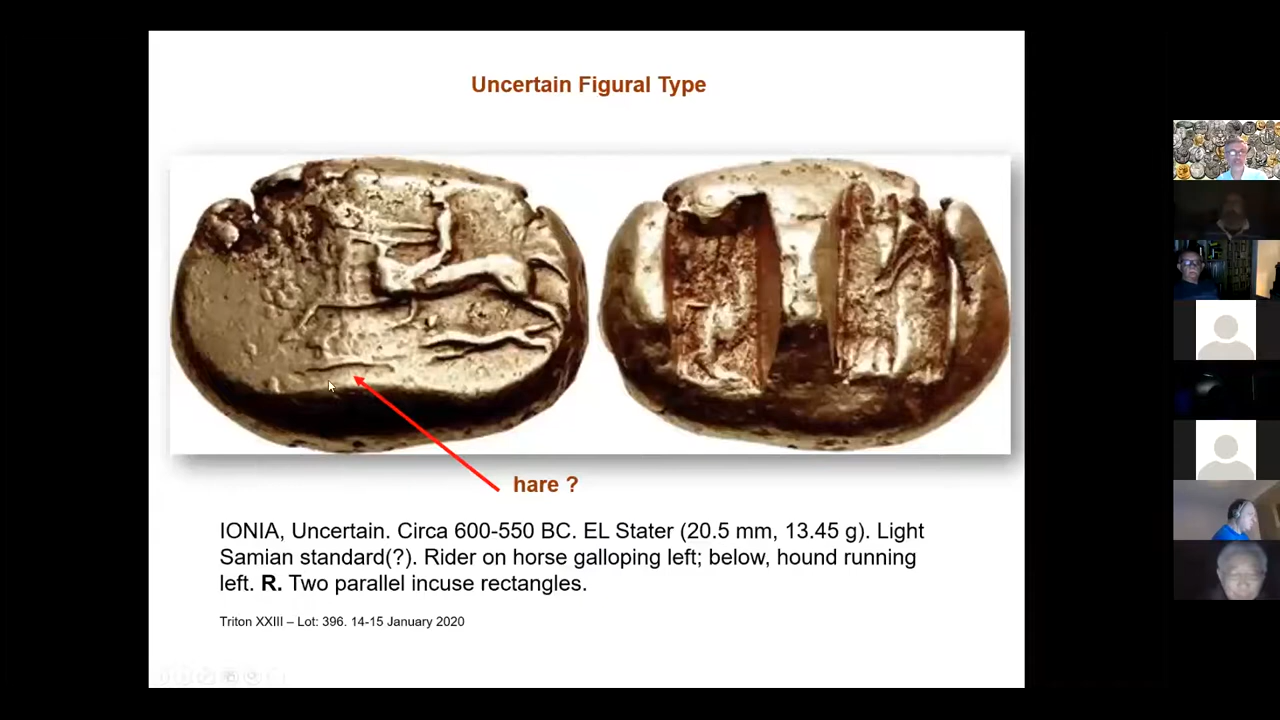 Uncertain Figural Type
hare ?
IONIA, Uncertain. Circa 600-550 BC. EL Stater (20.5 mm, 13.45 g). Light
Samian standard(?). Rider on horse galloping left; below, hound running
left. R. Two parallel incuse rectangles.
Triton XXIII – Lot: 396. 14-15 January 2020